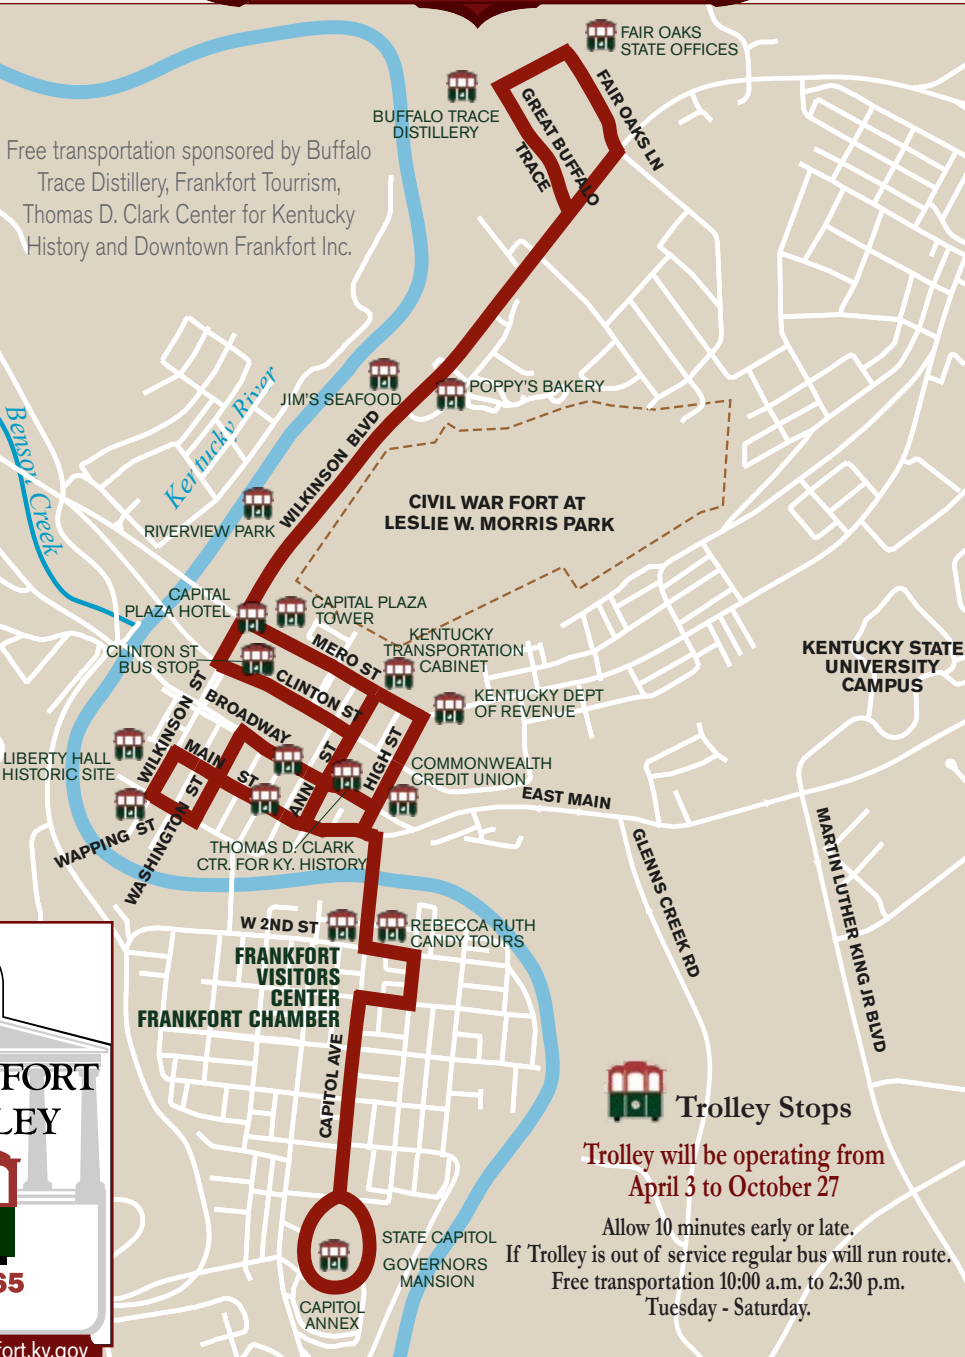 FAIR OAKS
STATE OFFICES
BUFFALO TRACE
DISTILLERY
GREAT BUFFALO
TRACE
FAIR OAKS LN
Free transportation sponsored by Buffalo
Trace Distillery, Frankfort Tourrism,
Thomas D. Clark Center for Kentucky
History and Downtown Frankfort Inc.
JIM'S SEAFOOD
POPPY'S BAKERY
Kentucky River
Benson Creek
WILKINSON BLVD
RIVERVIEW PARK
CIVIL WAR FORT AT
LESLIE W. MORRIS PARK
CAPITAL
PLAZA HOTEL
CAPITAL PLAZA
TOWER
MERO ST
KENTUCKY
TRANSPORTATION
CABINET
CLINTON ST
BUS STOP
CLINTON ST
KENTUCKY STATE
UNIVERSITY
CAMPUS
KENTUCKY DEPT
OF REVENUE
WILKINSON ST
BROADWAY
MAIN ST
ANN ST
HIGH ST
LIBERTY HALL
HISTORIC SITE
COMMONWEALTH
CREDIT UNION
EAST MAIN
WAPPING ST
WASHINGTON ST
THOMAS D. CLARK
CTR. FOR KY. HISTORY
GLENNS CREEK RD
MARTIN LUTHER KING JR BLVD
W 2ND ST
REBECCA RUTH
CANDY TOURS
FRANKFORT
VISITORS
CENTER
FRANKFORT CHAMBER
CAPITOL AVE
FORT
LEY
65
fort.ky.gov
STATE CAPITOL
GOVERNORS
MANSION
CAPITOL
ANNEX
Trolley Stops
Trolley will be operating from
April 3 to October 27
Allow 10 minutes early or late.
If Trolley is out of service regular bus will run route.
Free transportation 10:00 a.m. to 2:30 p.m.
Tuesday - Saturday.